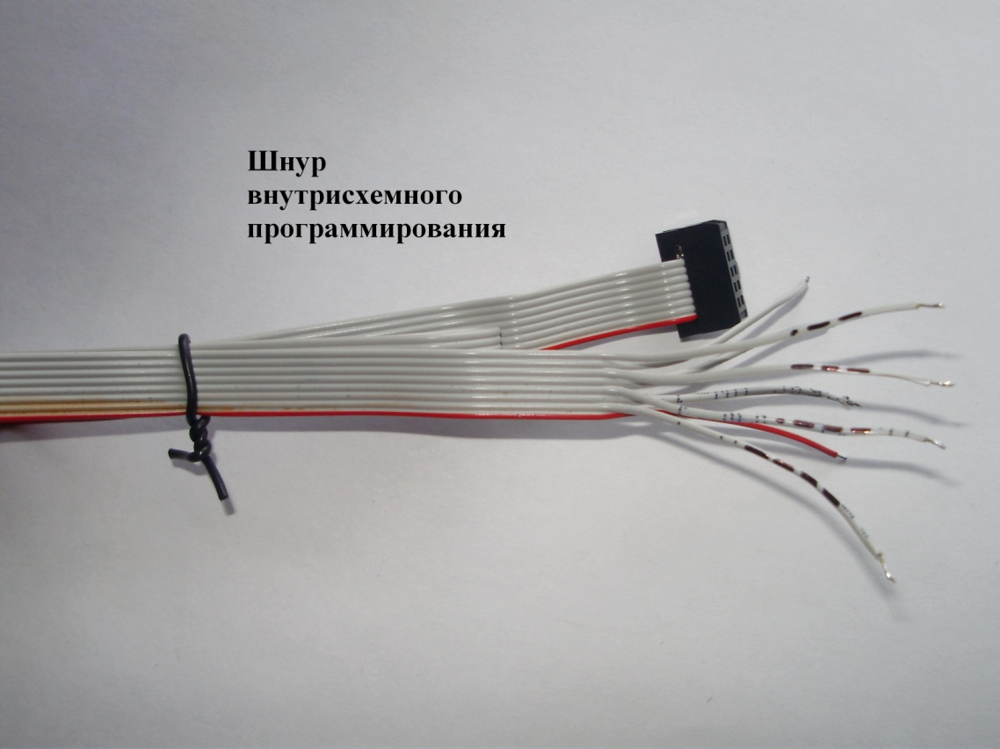 Шнур
внутрисхемного
программирования